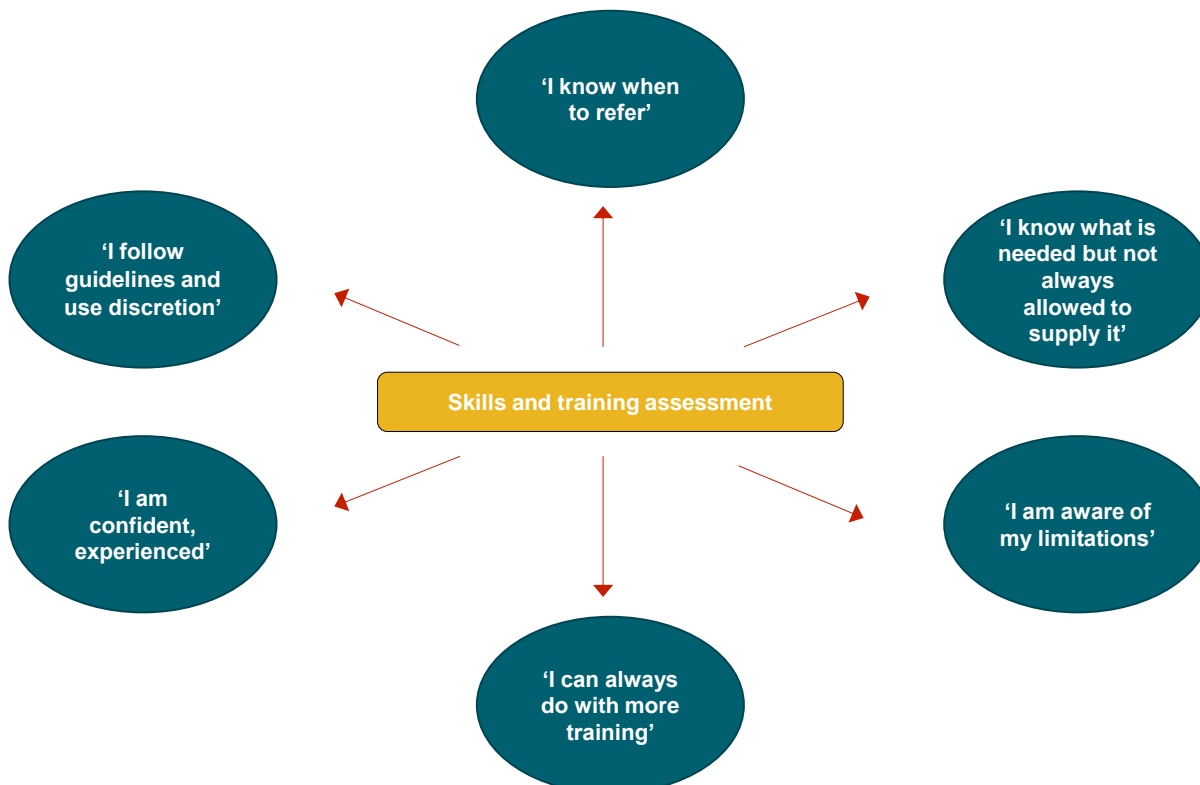 ‘I know when
to refer’
‘I follow
guidelines and
use discretion’
‘I know what is
needed but not
always
allowed to
supply it’
Skills and training assessment
‘I am
confident,
experienced’
‘I am aware of
my limitations’
‘I can always
do with more
training’